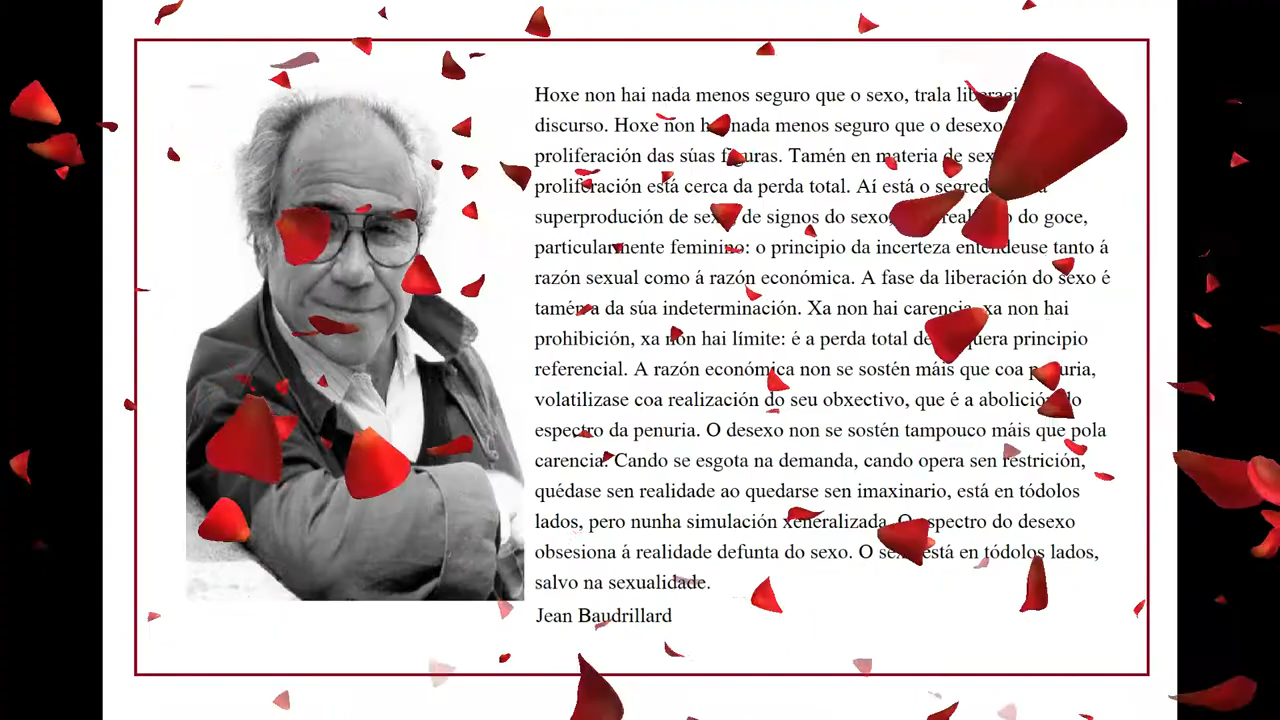 Hoxe non hai nada menos seguro que o sexo, trala
discurso. Hoxe non nada menos seguro que o desexo
proliferación das súas figuras. Tamén en materia de
proliferación está cerca da perda total. Aí está o
superprodución de de signos do sexo, do goce,
particularmente feminino: o principio da incerteza entendeuse tanto á
razón sexual como á razón económica. A fase da liberación do sexo é
tamén a da súa indeterminación. Xa non hai carencia, xa non hai
prohibición, xa non hai límite: é a perda total de principio
referencial. A razón económica non se sostén máis que coa penuria,
volatilizase coa realización do seu obxectivo, que é a abolición do
espectro da penuria. O desexo non se sostén tampouco máis que pola
carencia. Cando se esgota na demanda, cando opera sen restrición,
quédase sen realidade ao quedarse sen imaxinario, está en tódolos
lados, pero nunha simulación xeneralizada. O espectro do desexo
obsesiona á realidade defunta do sexo. O sexo está en tódolos lados,
salvo na sexualidade.
Jean Baudrillard